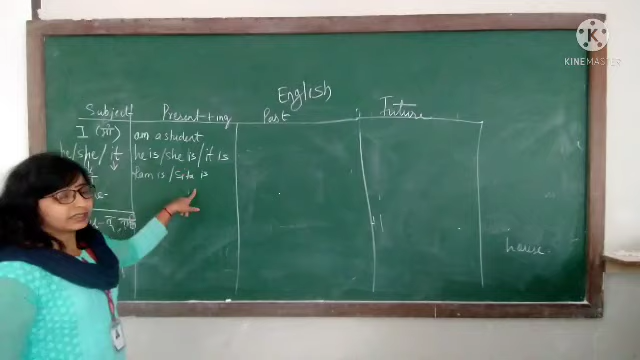 KINEMASTER
English
Subject Present+ing Past Future
I (मैं) am a student
he/she/it he is/she is/it is
Ram is/Sita is
house.